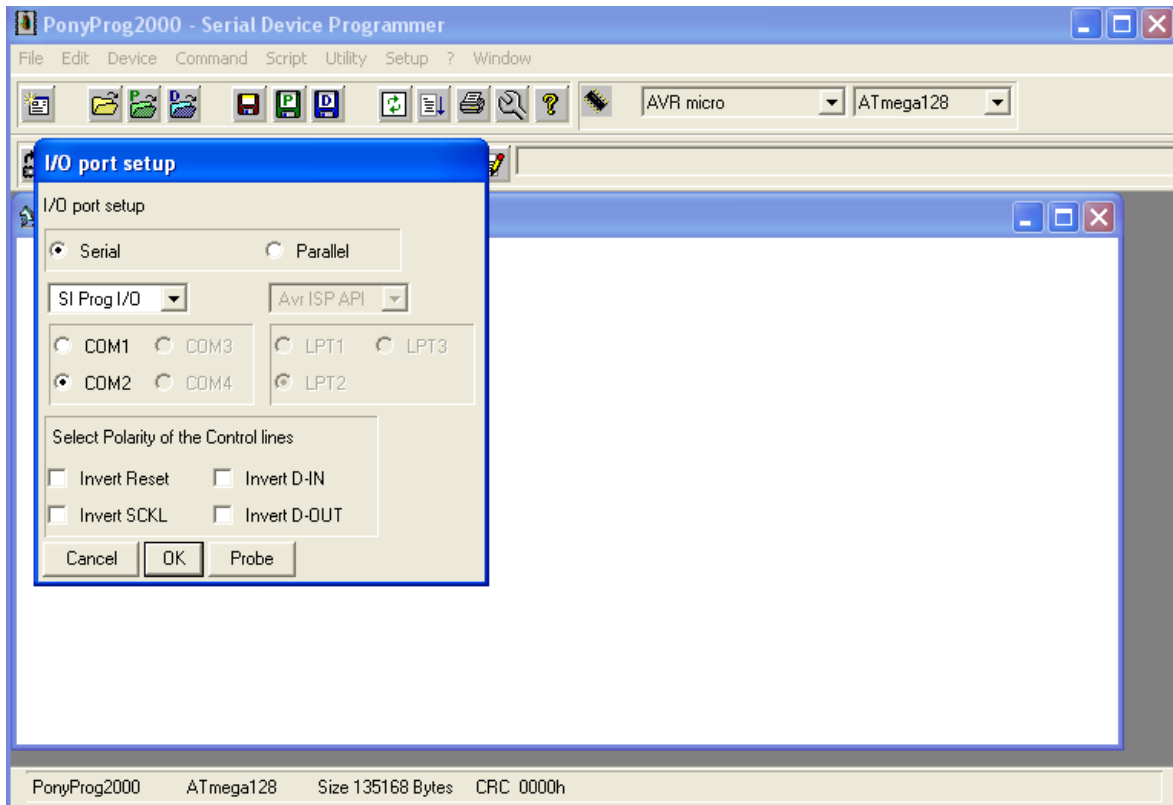 PonyProg2000 - Serial Device Programmer
File Edit Device Command Script Utility Setup ? Window
AVR micro ATmega128
I/O port setup
I/O port setup
Serial Parallel
SI Prog I/O Avr ISP API
COM1 COM3 LPT1 LPT3
COM2 COM4 LPT2
Select Polarity of the Control lines
Invert Reset Invert D-IN
Invert SCKL Invert D-OUT
Cancel OK Probe
PonyProg2000 ATmega128 Size 135168 Bytes CRC 0000h